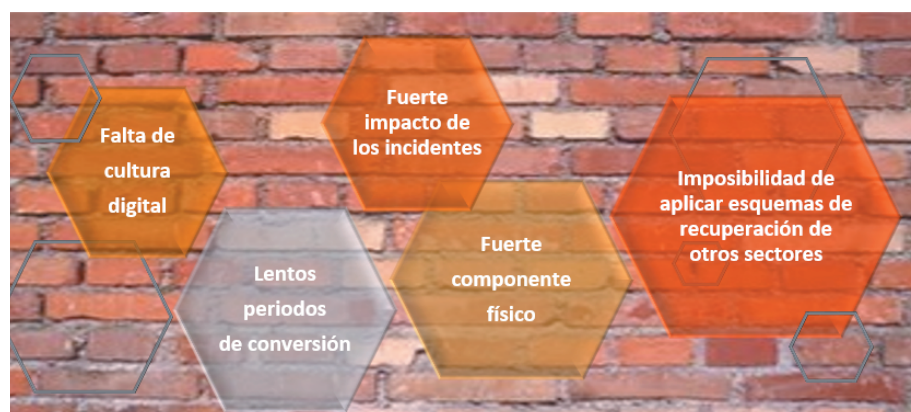 Falta de
cultura
digital
Fuerte
impacto de
los incidentes
Lentos
periodos
de conversión
Fuerte
componente
físico
Imposibilidad de
aplicar esquemas de
recuperación de
otros sectores